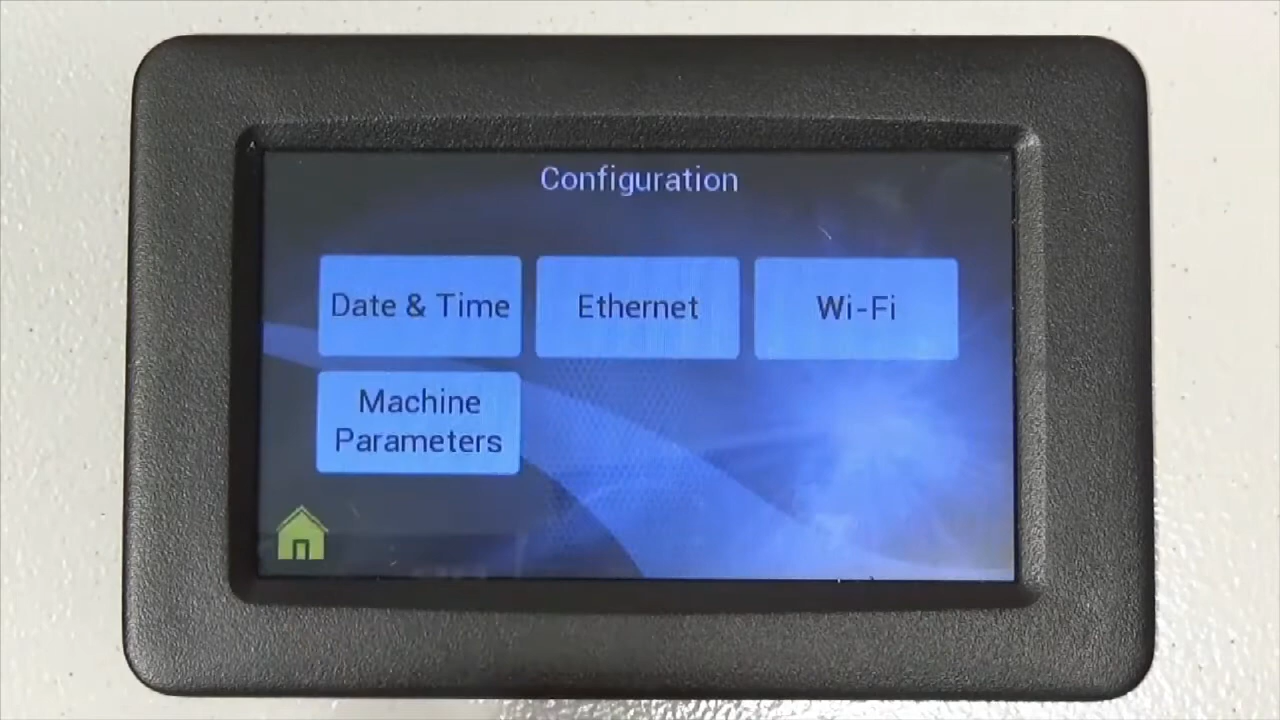 Configuration
Date & Time
Ethernet
Wi-Fi
Machine
Parameters